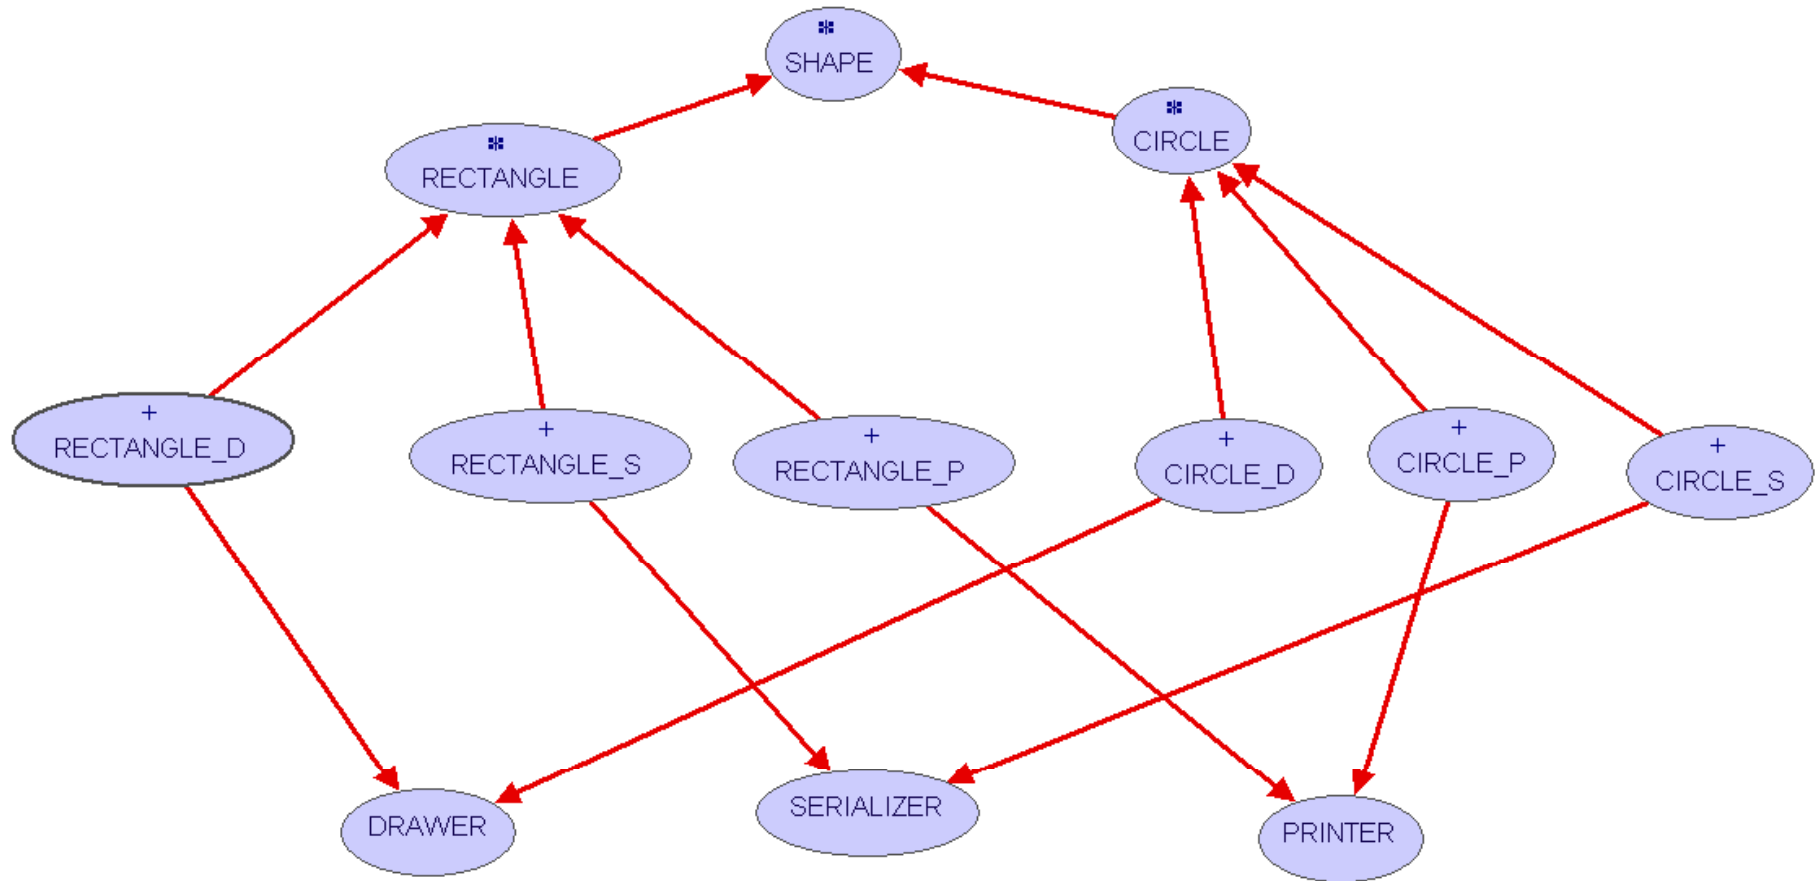 *
SHAPE
*
CIRCLE
*
RECTANGLE
+
RECTANGLE_D
+
RECTANGLE_S
+
RECTANGLE_P
+
CIRCLE_D
+
CIRCLE_P
+
CIRCLE_S
DRAWER
SERIALIZER
PRINTER